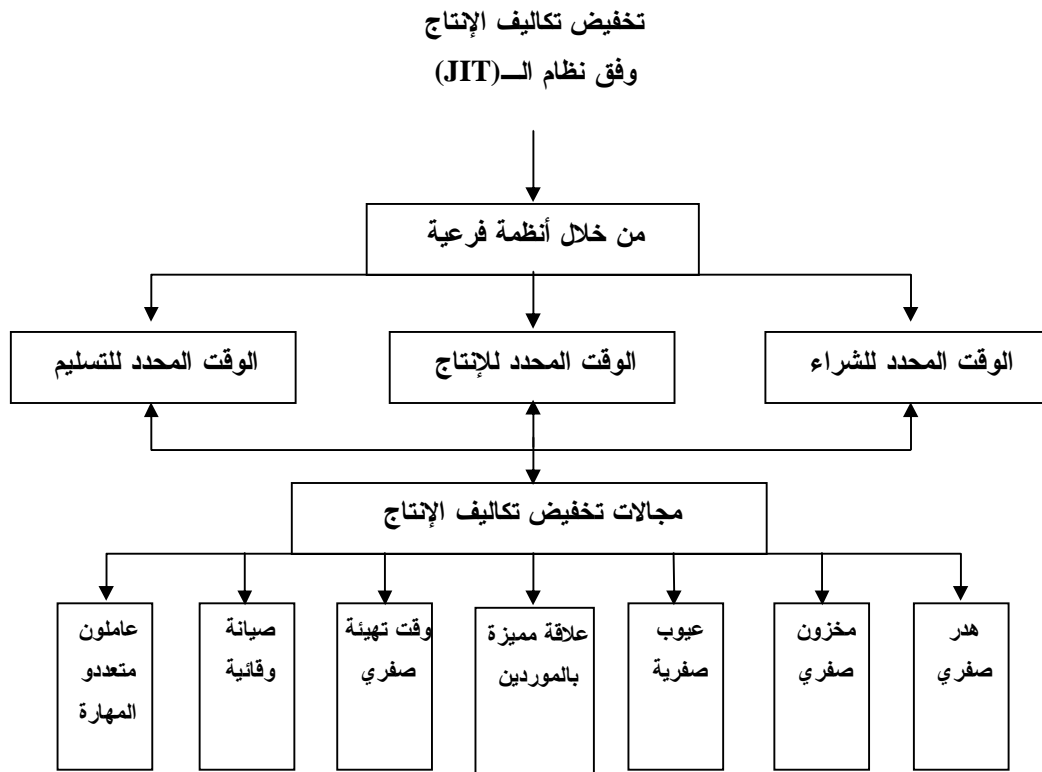 تخفيض تكاليف الإنتاج
وفق نظام الـــ(JIT)
من خلال أنظمة فرعية
الوقت المحدد للشراء
الوقت المحدد للإنتاج
الوقت المحدد للتسليم
مجالات تخفيض تكاليف الإنتاج
هدر
صفري
مخزون
صفري
عيوب
صفرية
علاقة مميزة
بالموردين
وقت تهيئة
صفري
صيانة
وقائية
عاملون
متعددو
المهارة